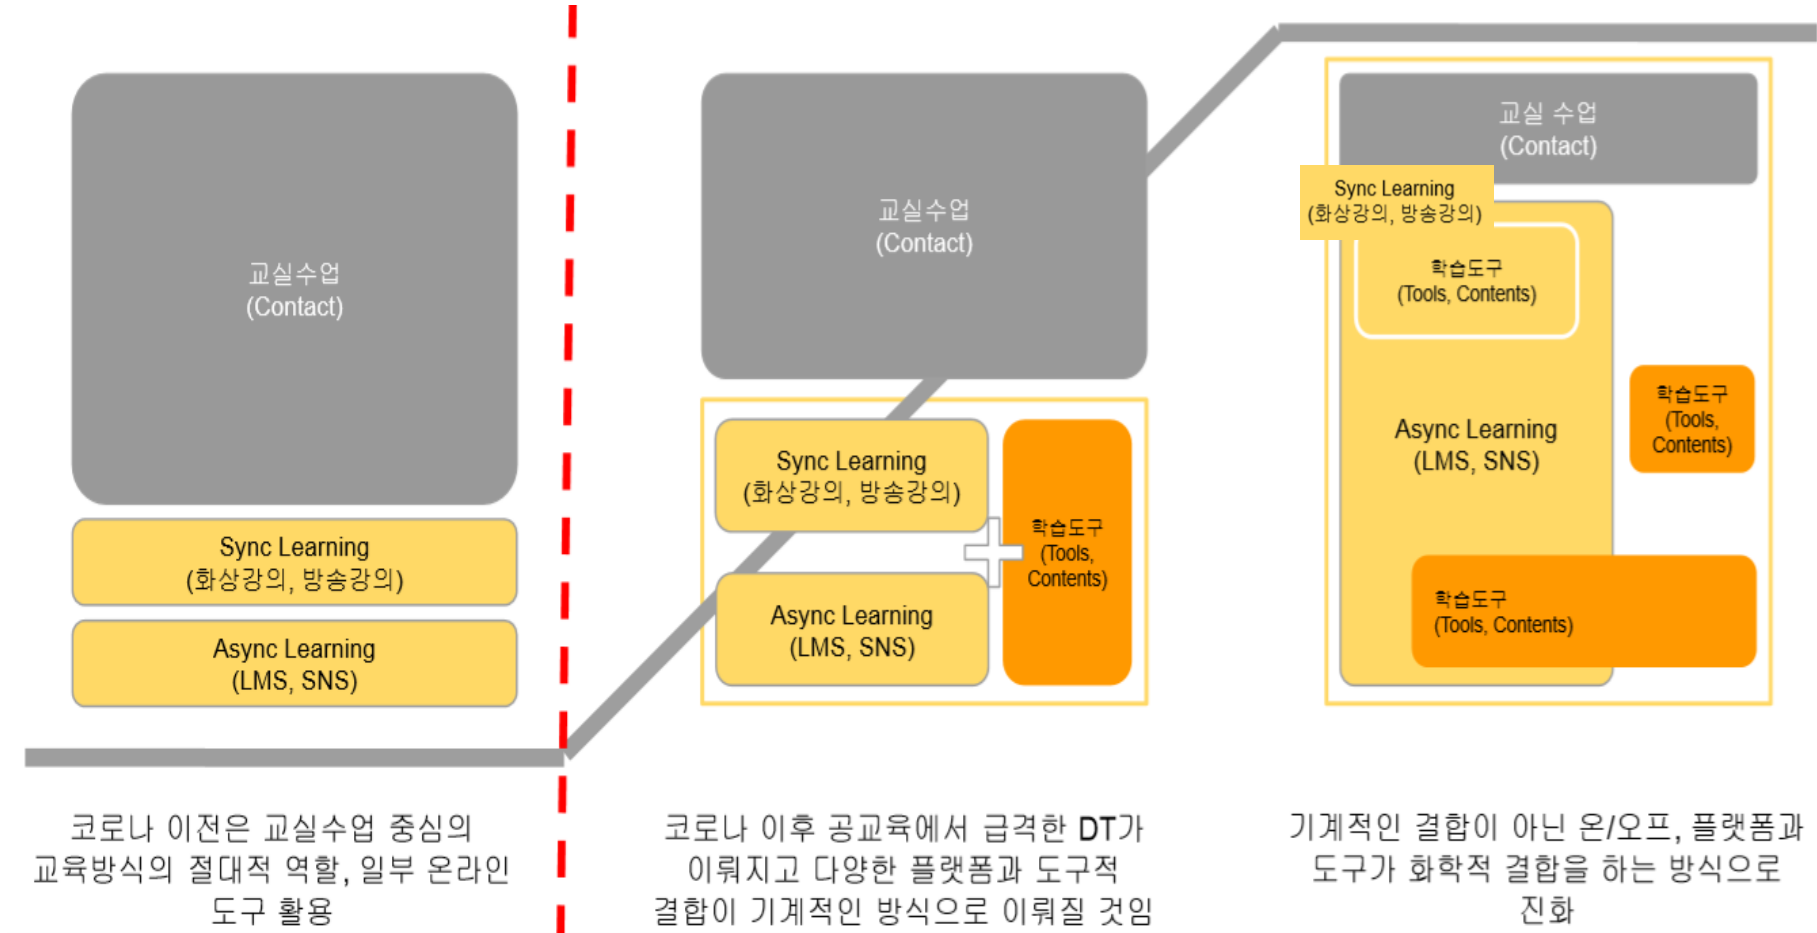 교실수업
(Contact)
Sync Learning
(화상강의, 방송강의)
Async Learning
(LMS, SNS)
코로나 이전은 교실수업 중심의
교육방식의 절대적 역할, 일부 온라인
도구 활용
교실수업
(Contact)
Sync Learning
(화상강의, 방송강의)
Async Learning
(LMS, SNS)
학습도구
(Tools,
Contents)
코로나 이후 공교육에서 급격한 DT가
이뤄지고 다양한 플랫폼과 도구적
결합이 기계적인 방식으로 이뤄질 것임
교실 수업
(Contact)
Sync Learning
(화상강의, 방송강의)
학습도구
(Tools, Contents)
Async Learning
(LMS, SNS)
학습도구
(Tools,
Contents)
학습도구
(Tools, Contents)
기계적인 결합이 아닌 온/오프, 플랫폼과
도구가 화학적 결합을 하는 방식으로
진화